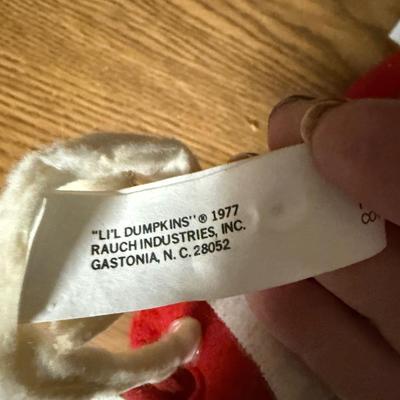 "LI'L DUMPKINS" ® 1977
RAUCH INDUSTRIES, INC.
GASTONIA, N. C. 28052